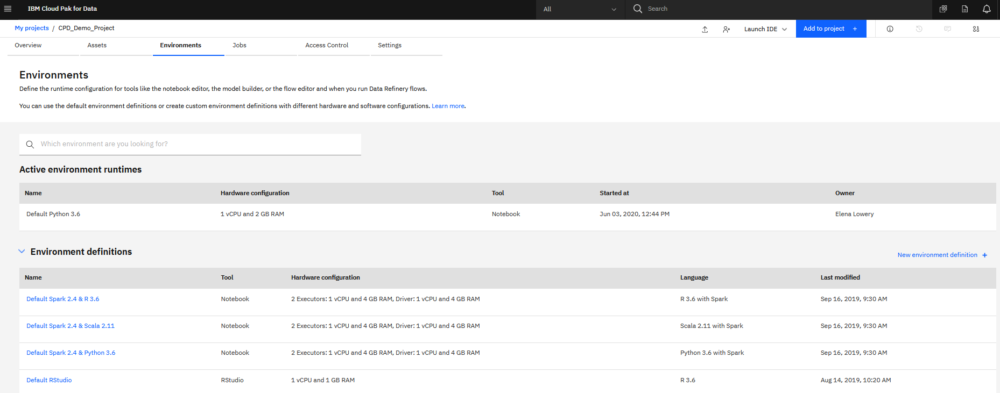 IBM Cloud Pak for Data
All
Search
My projects / CPD_Demo_Project
Launch IDE
Add to project +
Overview
Assets
Environments
Jobs
Access Control
Settings
Environments
Define the runtime configuration for tools like the notebook editor, the model builder, or the flow editor and when you run Data Refinery flows.
You can use the default environment definitions or create custom environment definitions with different hardware and software configurations. Learn more.
Which environment are you looking for?
Active environment runtimes
Name Hardware configuration Tool Started at Owner
Default Python 3.6 1 vCPU and 2 GB RAM Notebook Jun 03, 2020, 12:44 PM Elena Lowery
Environment definitions
New environment definition +
Name Tool Hardware configuration Language Last modified
Default Spark 2.4 & R 3.6 Notebook 2 Executors: 1 vCPU and 4 GB RAM, Driver: 1 vCPU and 4 GB RAM R 3.6 with Spark Sep 16, 2019, 9:30 AM
Default Spark 2.4 & Scala 2.11 Notebook 2 Executors: 1 vCPU and 4 GB RAM, Driver: 1 vCPU and 4 GB RAM Scala 2.11 with Spark Sep 16, 2019, 9:30 AM
Default Spark 2.4 & Python 3.6 Notebook 2 Executors: 1 vCPU and 4 GB RAM, Driver: 1 vCPU and 4 GB RAM Python 3.6 with Spark Sep 16, 2019, 9:30 AM
Default RStudio RStudio 1 vCPU and 1 GB RAM R 3.6 Aug 14, 2019, 10:20 AM